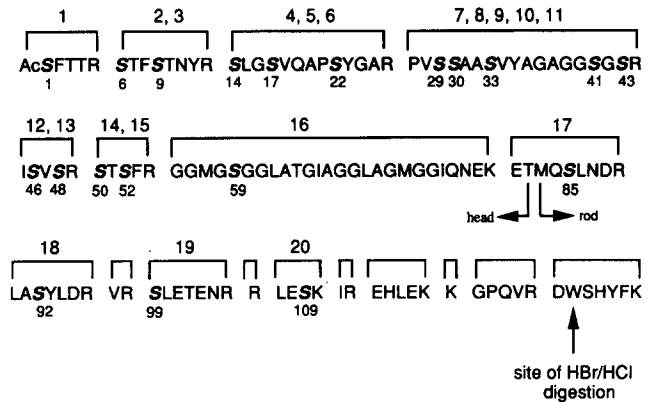 1 2, 3 4, 5, 6 7, 8, 9, 10, 11
AcSFTTR STFSTNYR SLGSVQAPSYGAR PVSSAASVYAGAGGSGSR
1 6 9 14 17 22 29 30 33 41 43
12, 13 14, 15 16 17
ISVSR STSFR GGMGSGGLATGIAGGLAGMGGIQNEK ETMQSLNDR
46 48 50 52 59 85
head rod
18 19 20
LASYLDR VR SLETENR R LESK IR EHLEK K GPQVR DWSHYFK
92 99 109
site of HBr/HCl
digestion